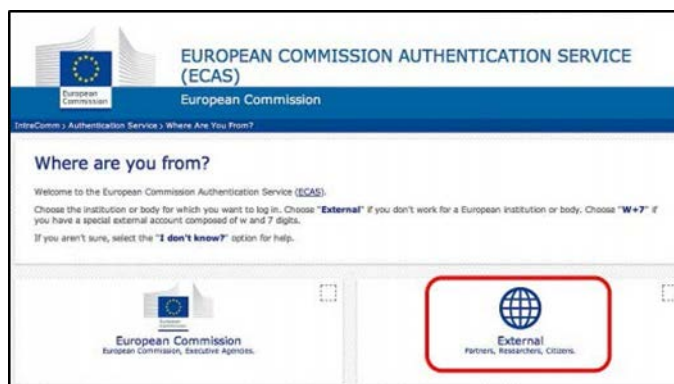 EUROPEAN COMMISSION AUTHENTICATION SERVICE
(ECAS)
European
Commission
European Commission
IntraComm > Authentication Service > Where Are You From?
Where are you from?
Welcome to the European Commission Authentication Service (ECAS).
Choose the institution or body for which you want to log in. Choose "External" if you don't work for a European institution or body. Choose "W+7" if
you have a special external account composed of w and 7 digits.
If you aren't sure, select the "I don't know?" option for help.
European Commission
European Commission, Executive Agencies.
External
Partners, Researchers, Citizens.